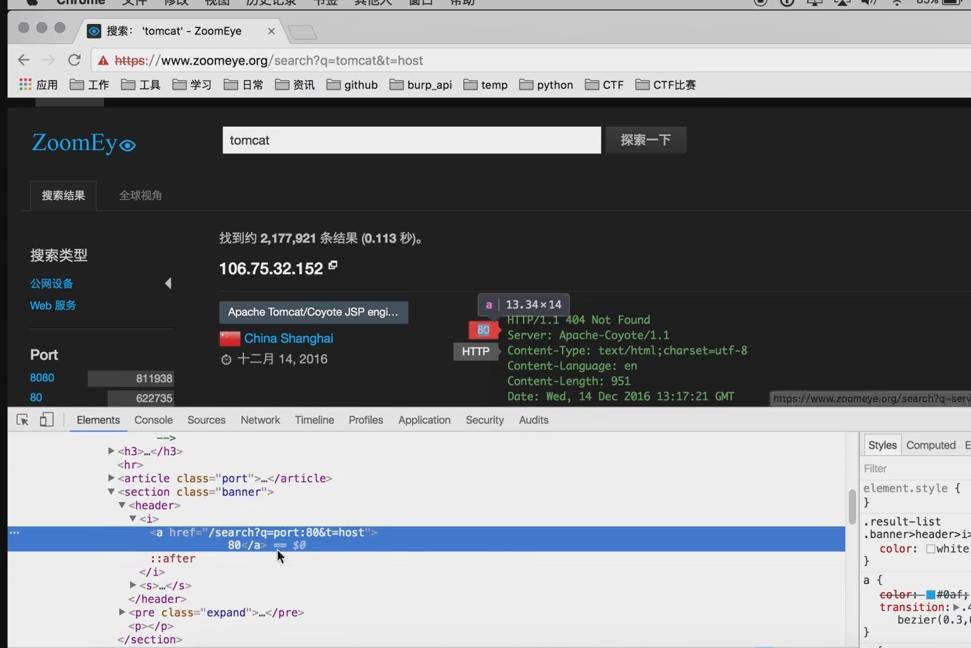 Chrome 文件 修改 视图 历史记录 书签 其他人 窗口 帮助
85%
搜索： 'tomcat' - ZoomEye ×
https://www.zoomeye.org/search?q=tomcat&t=host
应用 工作 工具 学习 日常 资讯 github burp_api temp python CTF CTF比赛
ZoomEy
tomcat 探索一下
搜索结果 全球视角
找到约 2,177,921 条结果 (0.113 秒)。
搜索类型
106.75.32.152
公网设备
Web 服务
Apache Tomcat/Coyote JSP engi...
a | 13.34×14
China Shanghai
十二月 14, 2016
80
HTTP
HTTP/1.1 404 Not Found
Server: Apache-Coyote/1.1
Content-Type: text/html;charset=utf-8
Content-Language: en
Content-Length: 951
Date: Wed, 14 Dec 2016 13:17:21 GMT
Port
8080 811938
80 622735
https://www.zoomeye.org/search?q=serv
Elements Console Sources Network Timeline Profiles Application Security Audits
-->
<h3>…</h3>
<hr>
<article class="port">…</article>
<section class="banner">
<header>
<i>
<a href="/search?q=port:80&t=host">
80</a> == $0
::after
</i>
<s>…</s>
</header>
<pre class="expand">…</pre>
<p></p>
</section>
Styles Computed E
Filter
element.style {
}
.result-list
.banner>header>i>
color: white
}
a {
color: #0af;
transition: .4
bezier(0.3,0
}